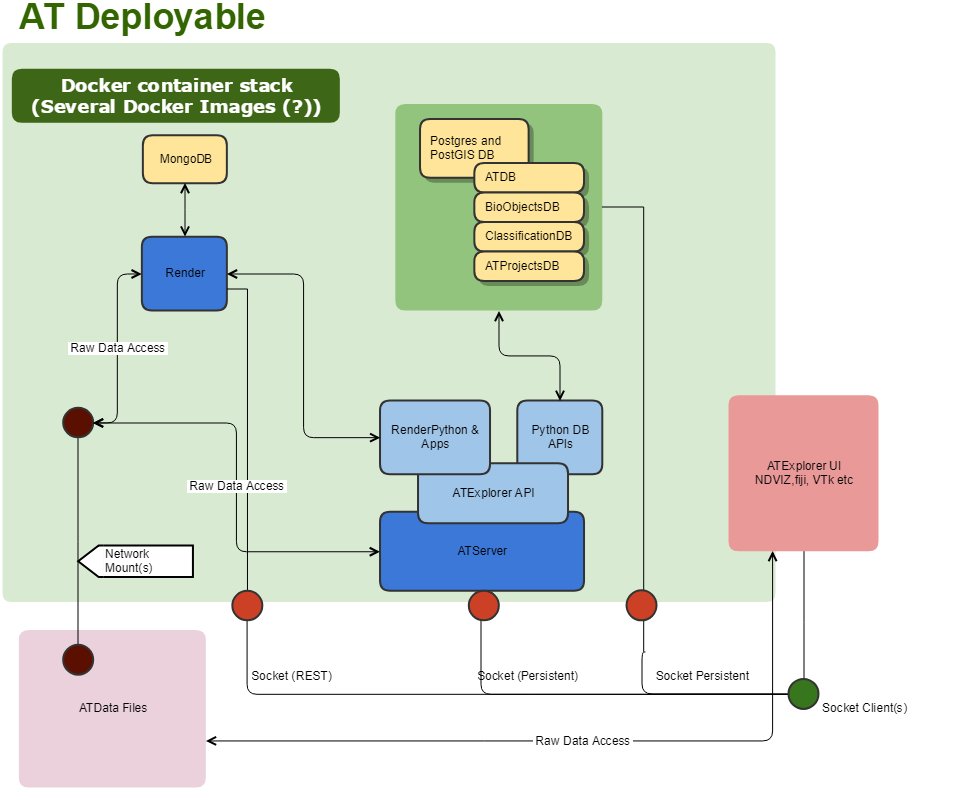 AT Deployable
Docker container stack
(Several Docker Images (?))
MongoDB
Postgres and
PostGIS DB
ATDB
BioObjectsDB
ClassificationDB
ATProjectsDB
Render
Raw Data Access
RenderPython &
Apps
Python DB
APIs
ATExplorer UI
NDVIZ,fiji, VTk etc
Raw Data Access
ATExplorer API
ATServer
Network
Mount(s)
Socket (REST)
Socket (Persistent)
Socket Persistent
ATData Files
Socket Client(s)
Raw Data Access